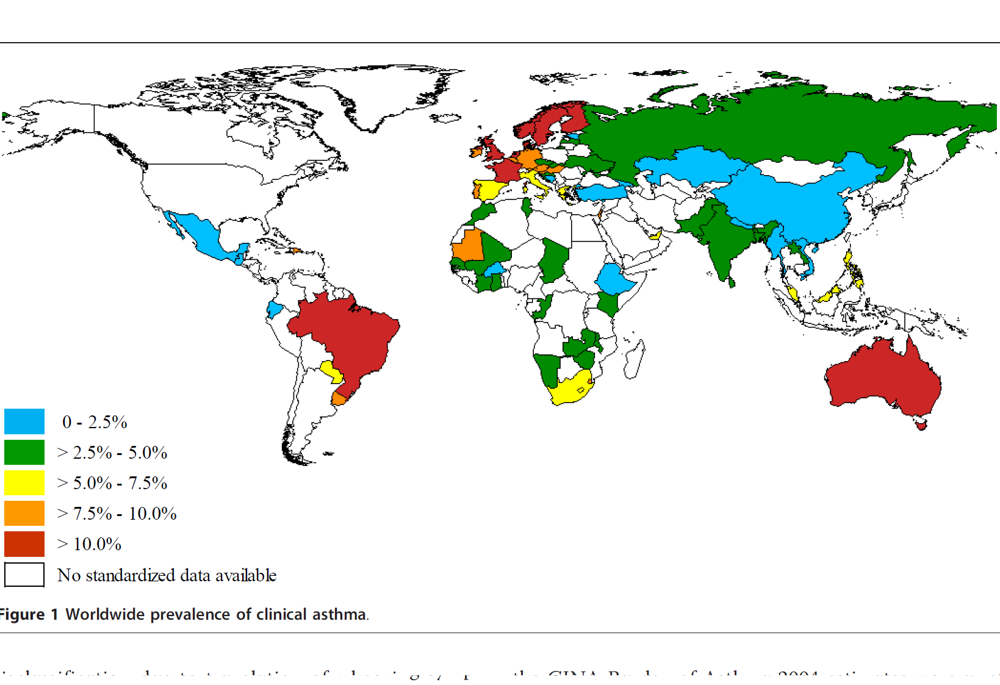 0 - 2.5%
> 2.5% - 5.0%
> 5.0% - 7.5%
> 7.5% - 10.0%
> 10.0%
No standardized data available
Figure 1 Worldwide prevalence of clinical asthma.